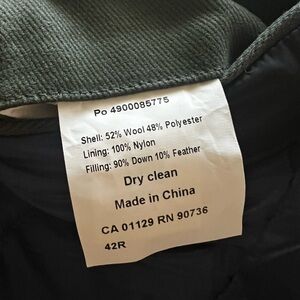 Po 4900085775
Shell: 52% Wool 48% Polyester
Lining: 100% Nylon
Filling: 90% Down 10% Feather
Dry clean
Made in China
CA 01129 RN 90736
42R